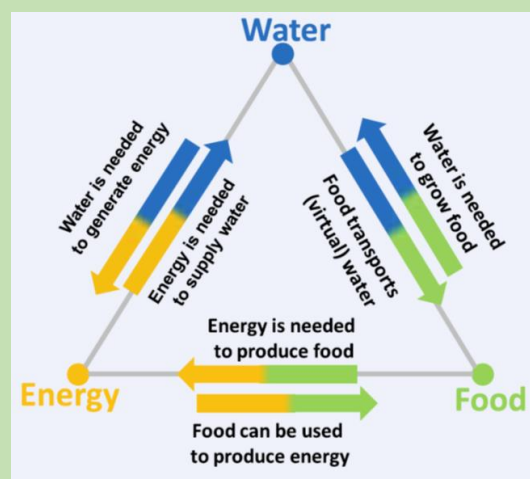 Water
Water is needed
to generate energy
Energy is needed
to supply water
Food transports
(virtual) water
Water is needed
to grow food
Energy is needed
to produce food
Energy
Food
Food can be used
to produce energy